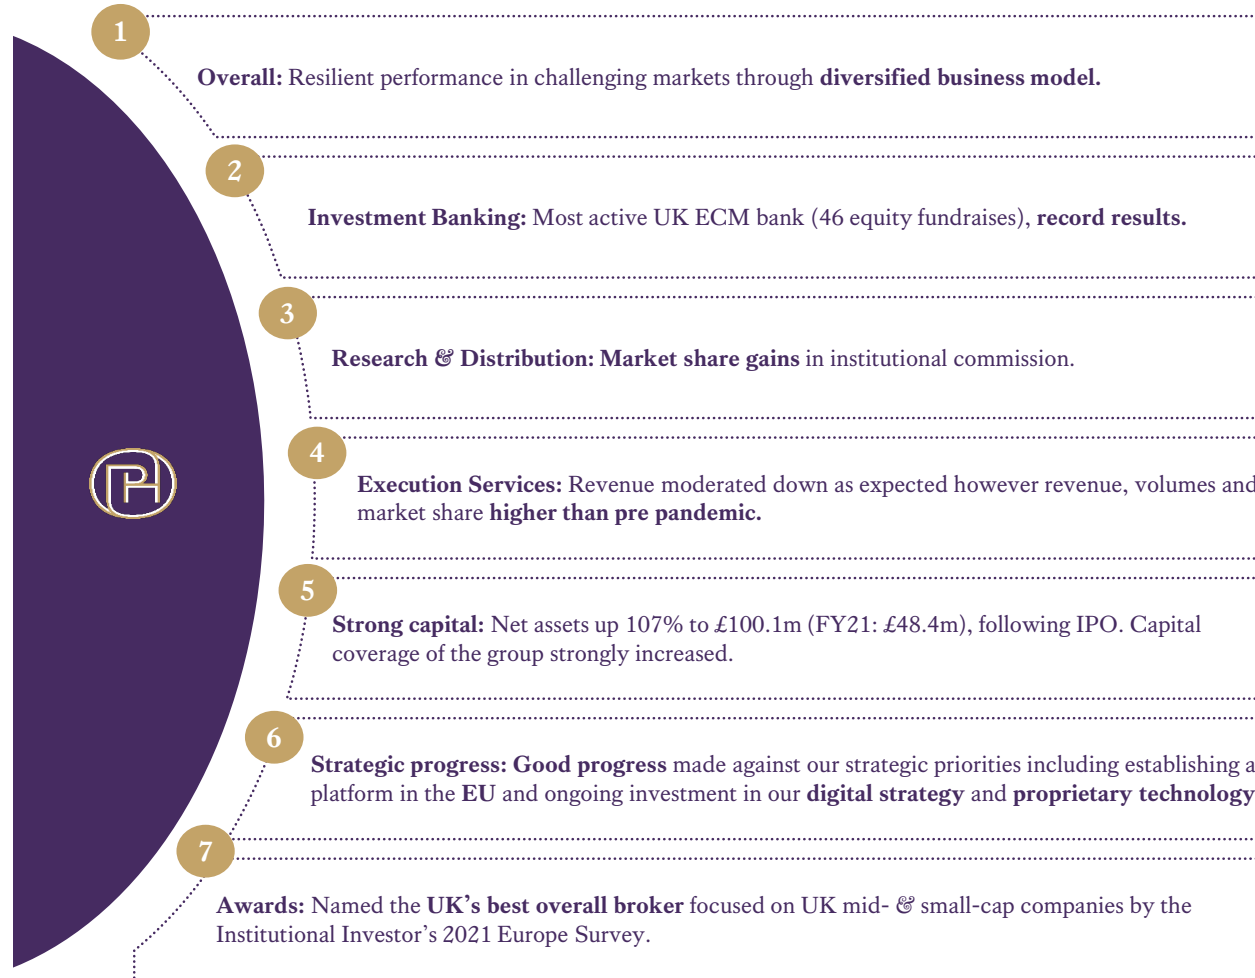 1
Overall: Resilient performance in challenging markets through diversified business model.
2
Investment Banking: Most active UK ECM bank (46 equity fundraises), record results.
3
Research & Distribution: Market share gains in institutional commission.
4
Execution Services: Revenue moderated down as expected however revenue, volumes and
market share higher than pre pandemic.
PH
5
Strong capital: Net assets up 107% to £100.1m (FY21: £48.4m), following IPO. Capital
coverage of the group strongly increased.
6
Strategic progress: Good progress made against our strategic priorities including establishing a
platform in the EU and ongoing investment in our digital strategy and proprietary technology
7
Awards: Named the UK’s best overall broker focused on UK mid- & small-cap companies by the
Institutional Investor’s 2021 Europe Survey.